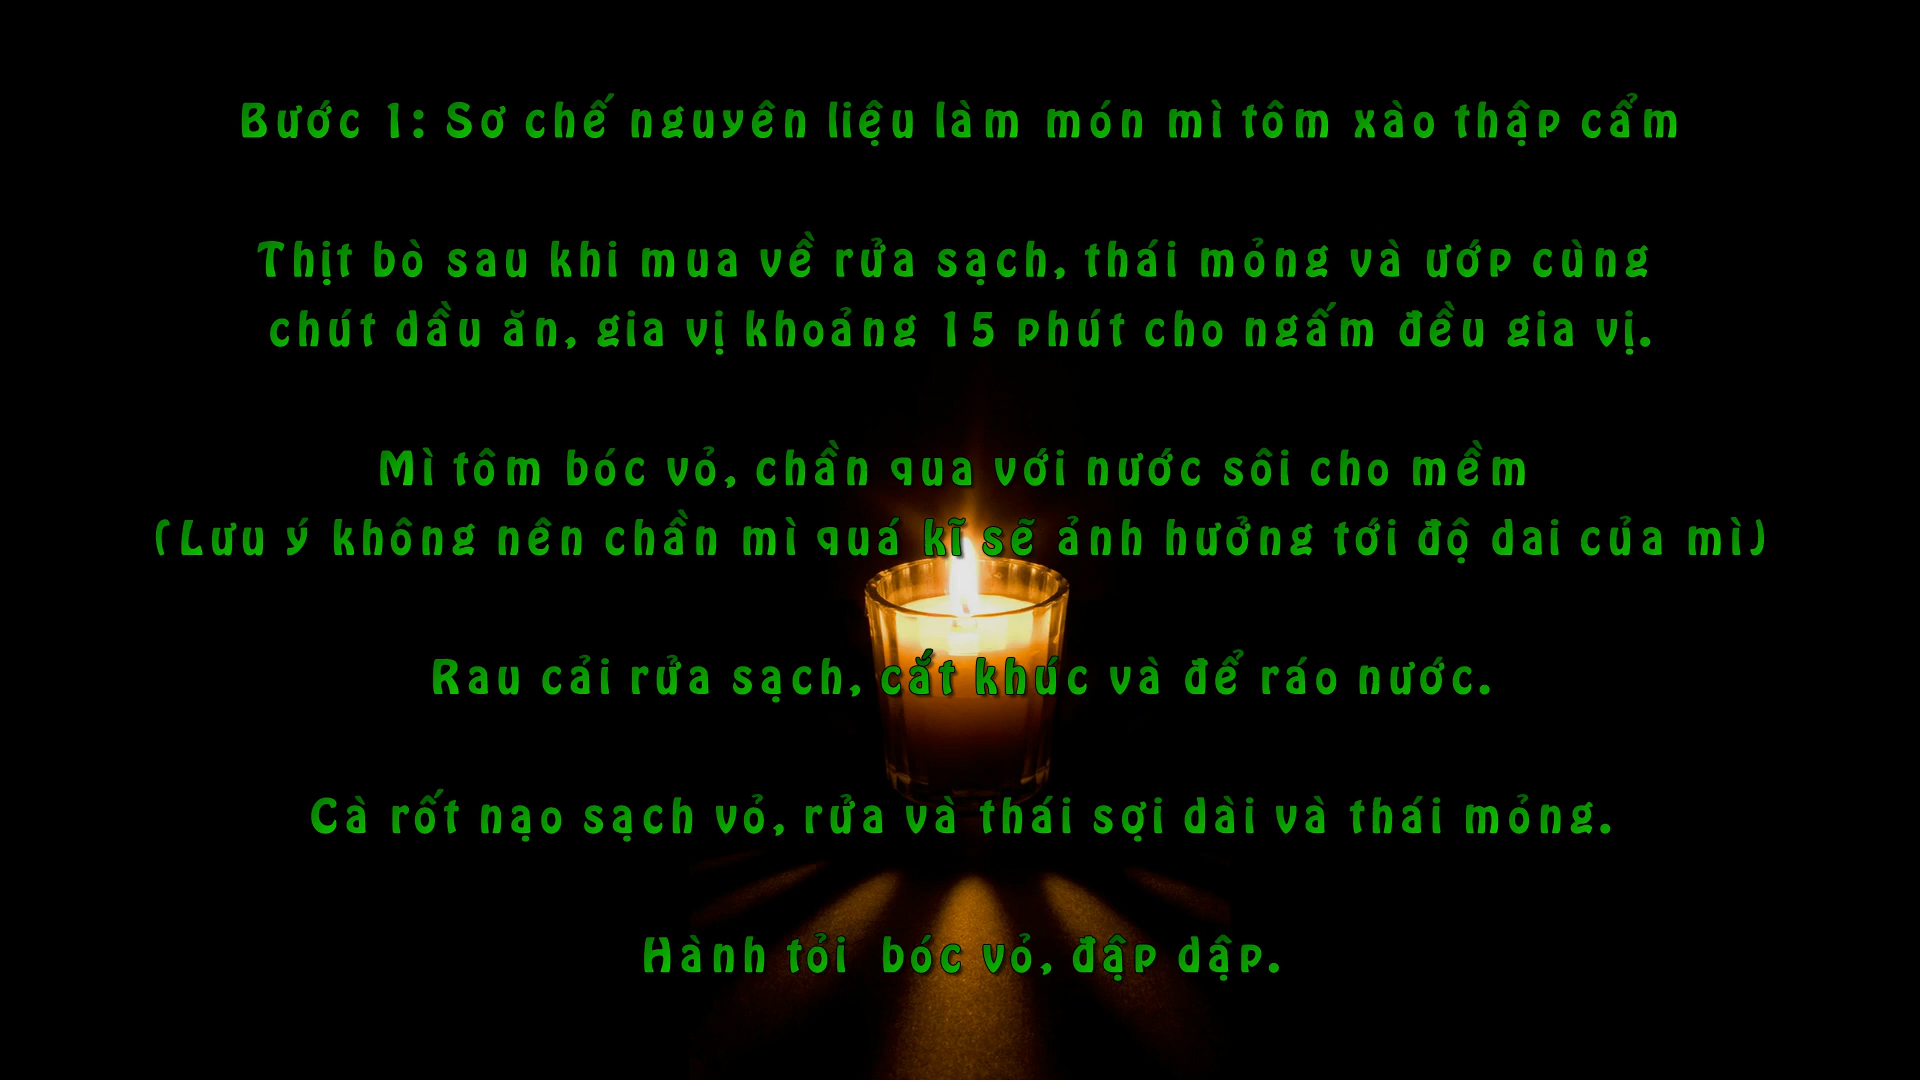 Bước 1: Sơ chế nguyên liệu làm món mì tôm xào thập cẩm
Thịt bò sau khi mua về rửa sạch, thái mỏng và ướp cùng
chút dầu ăn, gia vị khoảng 15 phút cho ngấm đều gia vị.
Mì tôm bóc vỏ, chần qua với nước sôi cho mềm
(Lưu ý không nên chần mì quá kĩ sẽ ảnh hưởng tới độ dai của mì)
Rau cải rửa sạch, cắt khúc và để ráo nước.
Cà rốt nạo sạch vỏ, rửa và thái sợi dài và thái mỏng.
Hành tỏi bóc vỏ, đập dập.